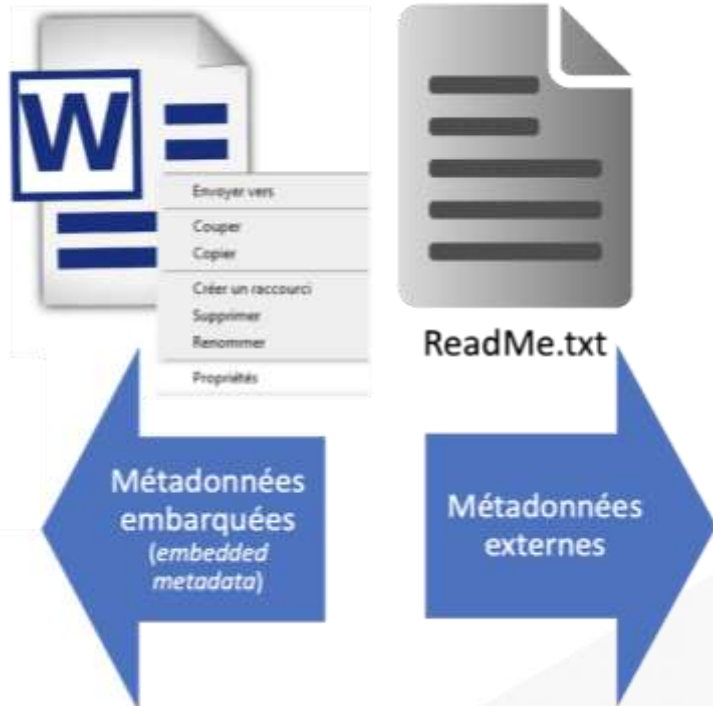 W
Envoyer vers
Couper
Copier
Créer un raccourci
Supprimer
Renommer
Propriétés
ReadMe.txt
Métadonnées
embarquées
(embedded
metadata)
Métadonnées
externes